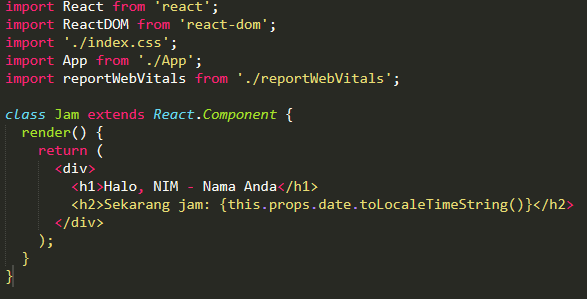 import React from 'react';
import ReactDOM from 'react-dom';
import './index.css';
import App from './App';
import reportWebVitals from './reportWebVitals';

class Jam extends React.Component {
  render() {
    return (
      <div>
        <h1>Halo, NIM - Nama Anda</h1>
        <h2>Sekarang jam: {this.props.date.toLocaleTimeString()}</h2>
      </div>
    );
  }
}